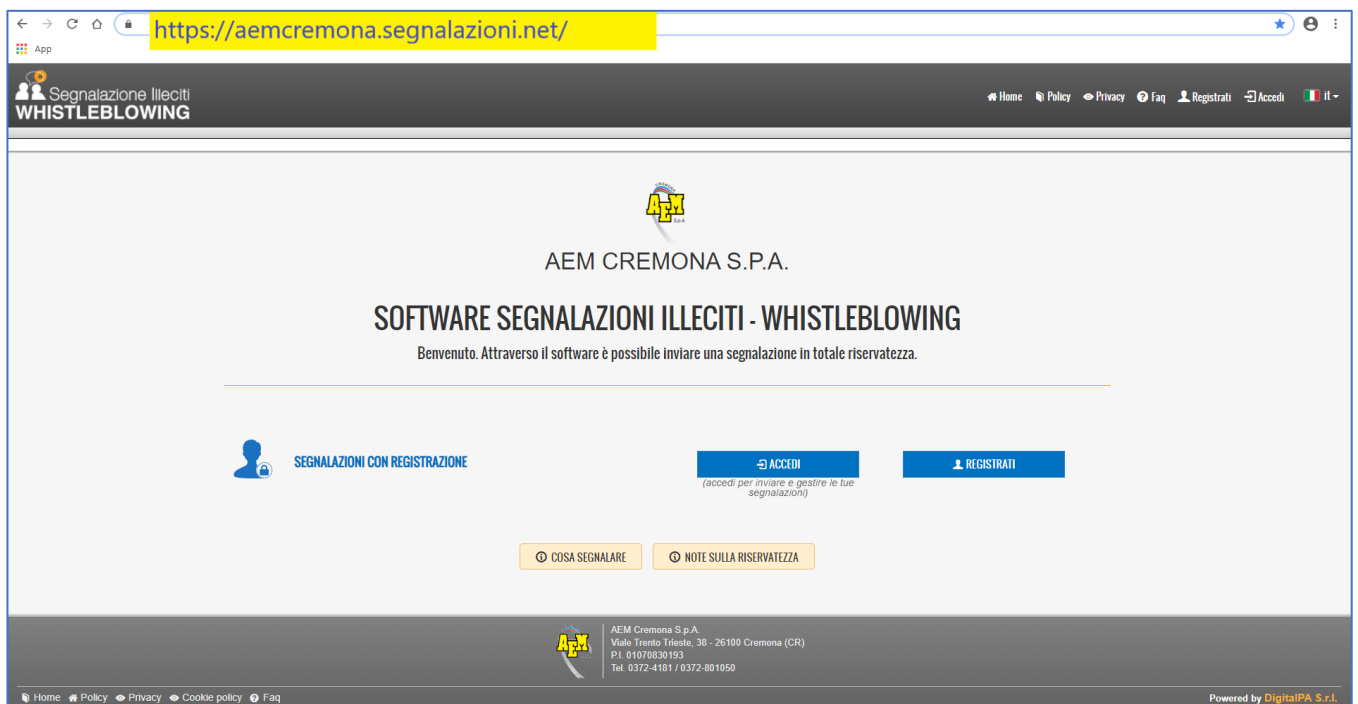 https://aemcremona.segnalazioni.net/
App
Segnalazione Illeciti
WHISTLEBLOWING
Home Policy Privacy Faq Registrati Accedi it
CREMONA
AEM
S.p.A.
AEM CREMONA S.P.A.
SOFTWARE SEGNALAZIONI ILLECITI - WHISTLEBLOWING
Benvenuto. Attraverso il software è possibile inviare una segnalazione in totale riservatezza.
SEGNALAZIONI CON REGISTRAZIONE
ACCEDI
(accedi per inviare e gestire le tue
segnalazioni)
REGISTRATI
COSA SEGNALARE
NOTE SULLA RISERVATEZZA
AEM
AEM Cremona S.p.A.
Viale Trento Trieste, 38 - 26100 Cremona (CR)
P.I. 01070830193
Tel. 0372-4181 / 0372-801050
Home Policy Privacy Cookie policy Faq
Powered by DigitalPA S.r.l.